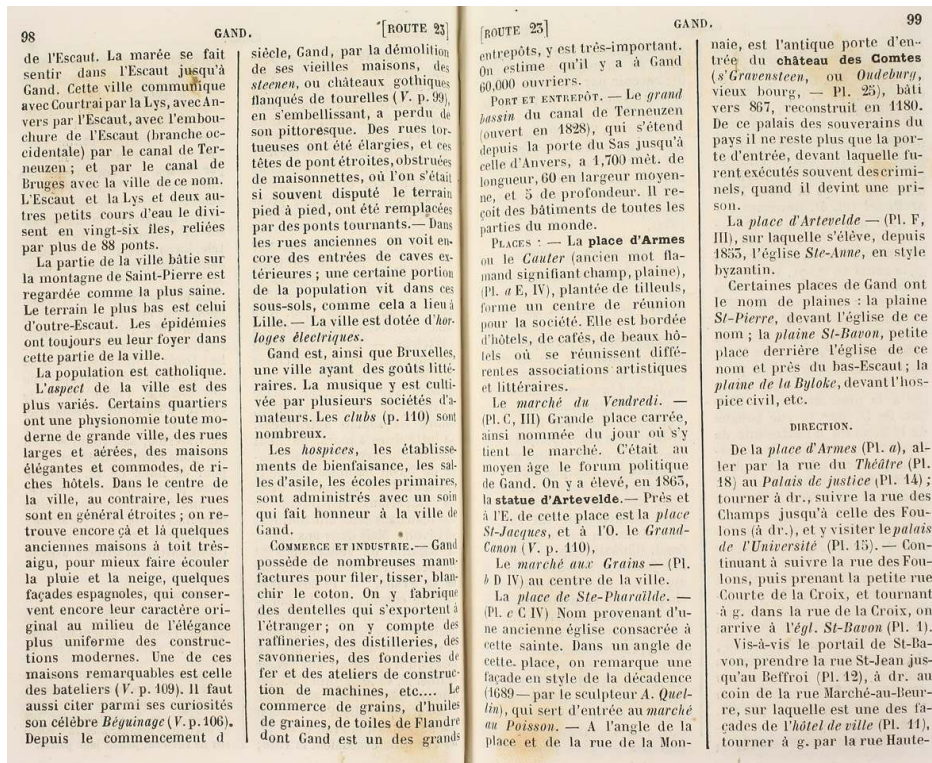 98
GAND.
[ROUTE 23]
de l'Escaut. La marée se fait
sentir dans l'Escaut jusqu'à
Gand. Cette ville communique
avec Courtrai par la Lys, avec An-
vers par l'Escaut, avec l'embou-
chure de l'Escaut (branche oc-
cidentale) par le canal de Ter-
neuzen; et par le canal de
Bruges avec la ville de ce nom.
L'Escaut et la Lys et deux au-
tres petits cours d'eau le divi-
sent en vingt-six îles, reliées
par plus de 88 ponts.
La partie de la ville bâtie sur
la montagne de Saint-Pierre est
regardée comme la plus saine.
Le terrain le plus bas est celui
d'outre-Escaut. Les épidémies
ont toujours eu leur foyer dans
cette partie de la ville.
La population est catholique.
L'aspect de la ville est des
plus variés. Certains quartiers
ont une physionomie toute mo-
derne de grande ville, des rues
larges et aérées, des maisons
élégantes et commodes, de ri-
ches hôtels. Dans le centre de
la ville, au contraire, les rues
sont en général étroites; on re-
trouve encore çà et là quelques
anciennes maisons à toit très-
aigu, pour mieux faire écouler
la pluie et la neige, quelques
façades espagnoles, qui conser-
vent encore leur caractère ori-
ginal au milieu de l'élégance
plus uniforme des construc-
tions modernes. Une de ces
maisons remarquables est celle
des bateliers (V. p. 109). Il faut
aussi citer parmi ses curiosités
son célèbre Béguinage (V. p. 106).
Depuis le commencement d
siècle, Gand, par la démolition
de ses vieilles maisons, des
steenen, ou châteaux gothiques
flanqués de tourelles (V. p. 99),
en s'embellissant, a perdu de
son pittoresque. Des rues tor-
tueuses ont été élargies, et ces
têtes de pont étroites, obstruées
de maisonnettes, où l'on s'était
si souvent disputé le terrain
pied à pied, ont été remplacées
par des ponts tournants.— Dans
les rues anciennes on voit en-
core des entrées de caves ex-
térieures; une certaine portion
de la population vit dans ces
sous-sols, comme cela a lieu à
Lille. — La ville est dotée d'hor-
loges électriques.
Gand est, ainsi que Bruxelles,
une ville ayant des goûts litté-
raires. La musique y est culti-
vée par plusieurs sociétés d'a-
mateurs. Les clubs (p. 110) sont
nombreux.
Les hospices, les établisse-
ments de bienfaisance, les sal-
les d'asile, les écoles primaires,
sont administrés avec un soin
qui fait honneur à la ville de
Gand.
COMMERCE ET INDUSTRIE.— Gand
possède de nombreuses manu-
factures pour filer, tisser, blan-
chir le coton. On y fabrique
des dentelles qui s'exportent à
l'étranger; on y compte des
raffineries, des distilleries, des
savonneries, des fonderies de
fer et des ateliers de construc-
tion de machines, etc.... Le
commerce de grains, d'huiles
de graines, de toiles de Flandre
dont Gand est un des grands
[ROUTE 23]
GAND.
99
entrepôts, y est très-important.
On estime qu'il y a à Gand
60,000 ouvriers.
PORT ET ENTREPÔT. — Le grand
bassin du canal de Terneuzen
(ouvert en 1828), qui s'étend
depuis la porte du Sas jusqu'à
celle d'Anvers, a 1,700 mèt. de
longueur, 60 en largeur moyen-
ne, et 5 de profondeur. Il re-
çoit des bâtiments de toutes les
parties du monde.
PLACES : — La place d'Armes
ou le Cauter (ancien mot fla-
mand signifiant champ, plaine),
(Pl. a E, IV), plantée de tilleuls,
forme un centre de réunion
pour la société. Elle est bordée
d'hôtels, de cafés, de beaux hô-
tels où se réunissent diffé-
rentes associations artistiques
et littéraires.
Le marché du Vendredi. —
(Pl. C, III) Grande place carrée,
ainsi nommée du jour où s'y
tient le marché. C'était au
moyen âge le forum politique
de Gand. On y a élevé, en 1863,
la statue d'Artevelde.— Près et
à l'E. de cette place est la place
St-Jacques, et à l'O. le Grand-
Canon (V. p. 110),
Le marché aux Grains — (Pl.
b D IV) au centre de la ville.
La place de Ste-Pharaïlde. —
(Pl. c C IV) Nom provenant d'u-
ne ancienne église consacrée à
cette sainte. Dans un angle de
cette place, on remarque une
façade en style de la décadence
(1689 — par le sculpteur A. Quel-
lin), qui sert d'entrée au marché
au Poisson. — A l'angle de la
place et de la rue de la Mon-
naie, est l'antique porte d'en-
trée du château des Comtes
(s'Gravensteen, ou Oudeburg,
vieux bourg, — Pl. 25), bâti
vers 867, reconstruit en 1180.
De ce palais des souverains du
pays il ne reste plus que la por-
te d'entrée, devant laquelle fu-
rent exécutés souvent des crimi-
nels, quand il devint une pri-
son.
La place d'Artevelde — (Pl. F,
III), sur laquelle s'élève, depuis
1853, l'église Ste-Anne, en style
byzantin.
Certaines places de Gand ont
le nom de plaines : la plaine
St-Pierre, devant l'église de ce
nom ; la plaine St-Bavon, petite
place derrière l'église de ce
nom et près du bas-Escaut ; la
plaine de la Byloke, devant l'hos-
pice civil, etc.
DIRECTION.
De la place d'Armes (Pl. a), al-
ler par la rue du Théâtre (Pl.
18) au Palais de justice (Pl. 14) ;
tourner à dr., suivre la rue des
Champs jusqu'à celle des Fou-
lons (à dr.), et y visiter le palais
de l'Université (Pl. 15). — Con-
tinuant à suivre la rue des Fou-
lons, puis prenant la petite rue
Courte de la Croix, et tournant
à g. dans la rue de la Croix, on
arrive à l'égl. St-Bavon (Pl. 1).
Vis-à-vis le portail de St-Ba-
von, prendre la rue St-Jean jus-
qu'au Beffroi (Pl. 12), à dr. au
coin de la rue Marché-au-Beur-
re, sur laquelle est une des fa-
çades de l'hôtel de ville (Pl. 11),
tourner à g. par la rue Haute-